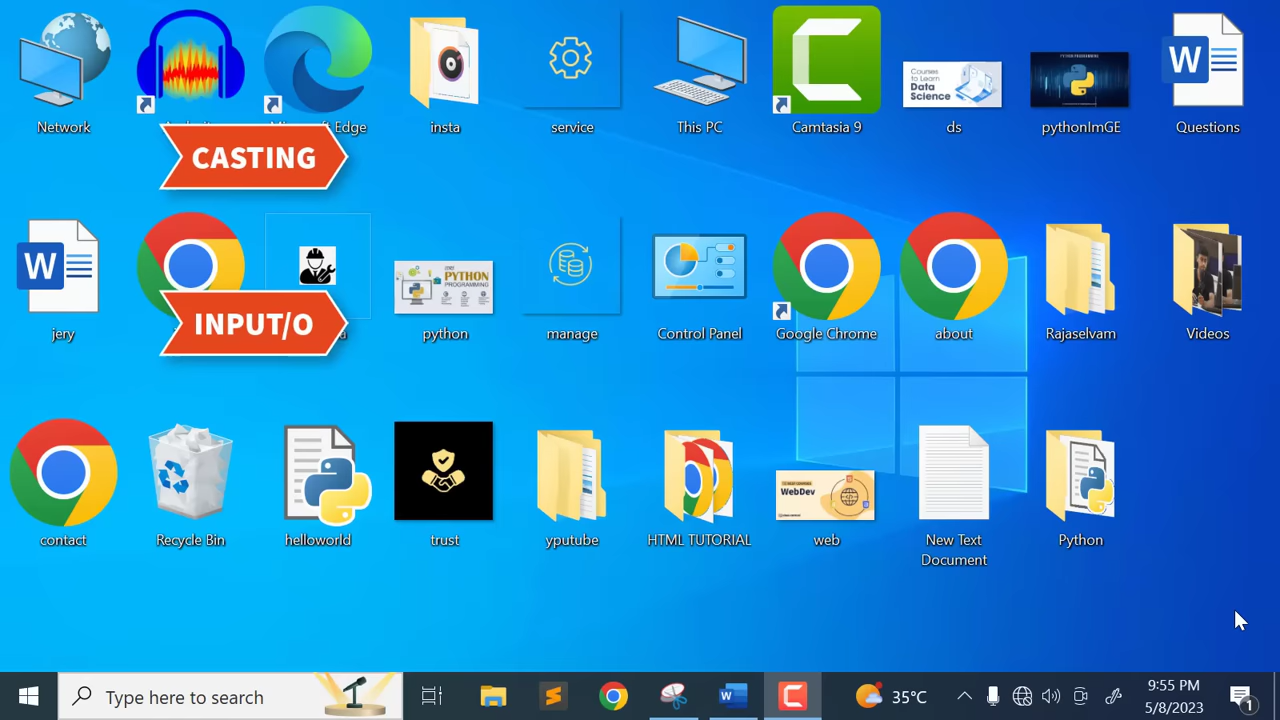 Network
Microsoft Edge
insta
service
This PC
Camtasia 9
Courses
to Learn
Data
Science
ds
pythonImGE
Questions
CASTING
W
W
PYTHON
PROGRAMMING
jery
INPUT/O
python
manage
Control Panel
Google Chrome
about
Rajaselvam
Videos
WebDev
contact
Recycle Bin
helloworld
trust
yputube
HTML TUTORIAL
web
New Text
Document
Python
Type here to search
35°C
9:55 PM
5/8/2023
1